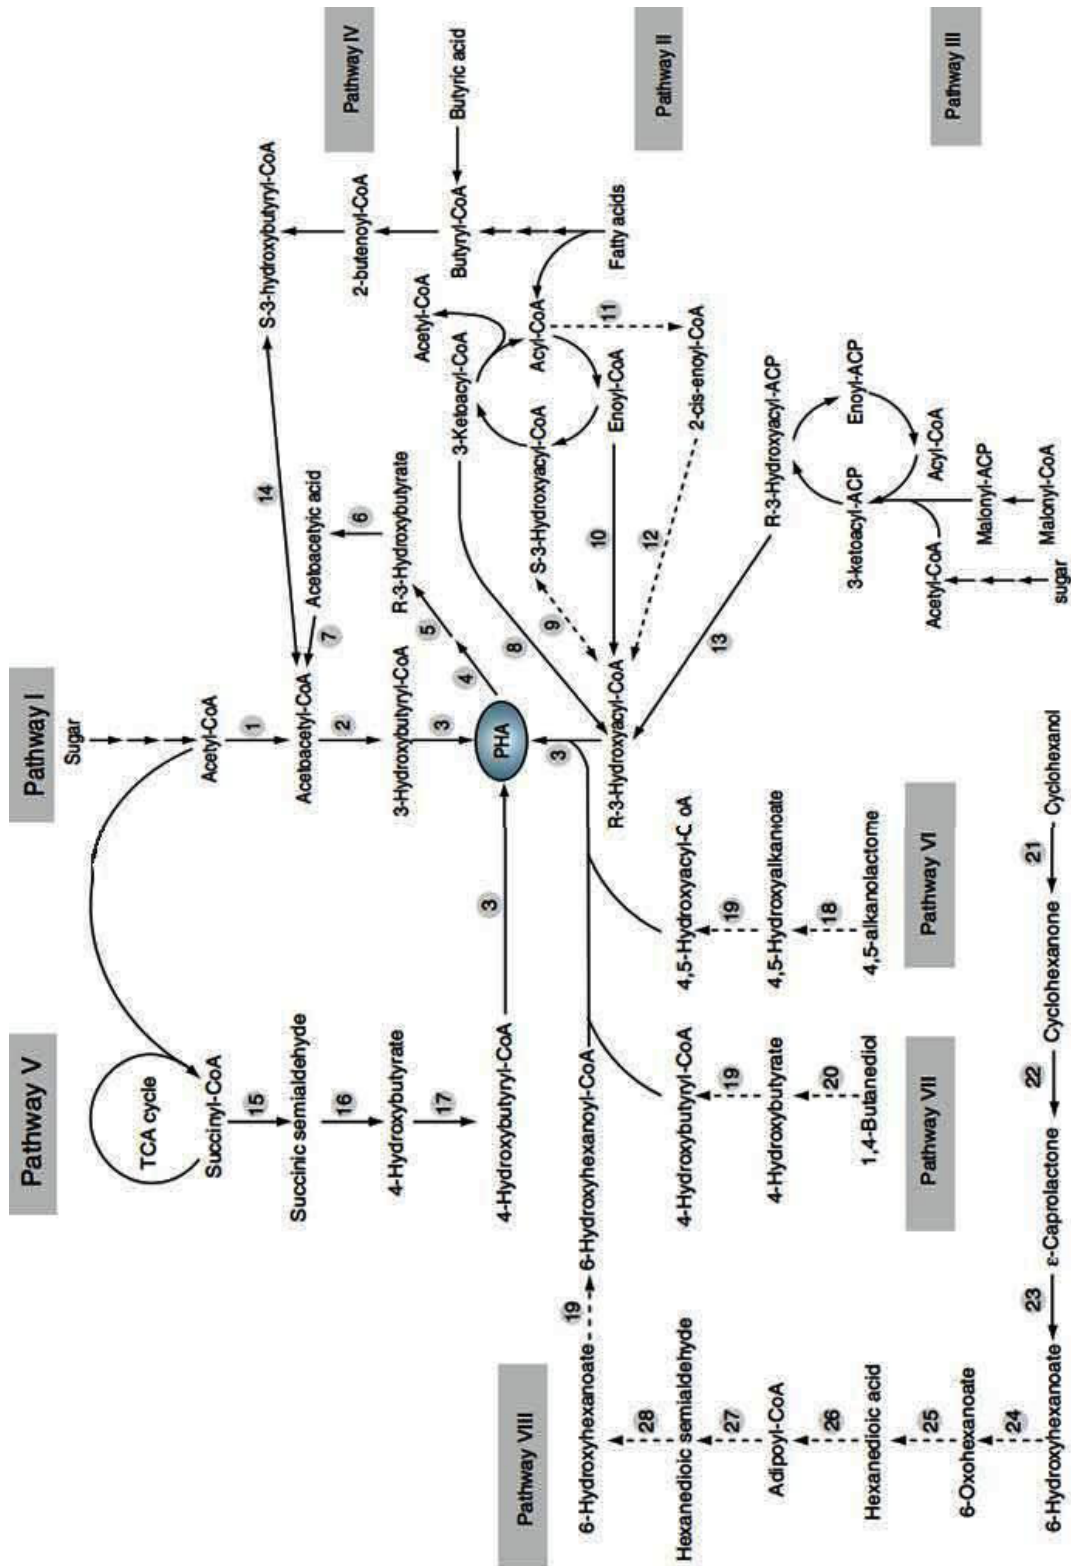 Pathway V
Pathway I
Sugar
TCA cycle
Acetyl-CoA
Succinyl-CoA
1
14
S-3-hydroxybutyryl-CoA
15
Acetoacetyl-CoA
7
Acetoacetyic acid
Succinic semialdehyde
2
6
2-butenoyl-CoA
Pathway IV
16
3-Hydroxybutyryl-CoA
5
R-3-Hydroxybutyrate
4-Hydroxybutyrate
3
4
Acetyl-CoA
17
3-Ketoacyl-CoA
Butyryl-CoA
Butyric acid
4-Hydroxybutyryl-CoA
3
PHA
8
Pathway VIII
3
9
S-3-Hydroxyacyl-CoA
Acyl-CoA
6-Hydroxyhexanoate
19
6-Hydroxyhexanoyl-CoA
R-3-Hydroxyacyl-CoA
10
Enoyl-CoA
11
Fatty acids
28
12
Pathway II
Hexanedioic semialdehyde
4-Hydroxybutyryl-CoA
4,5-Hydroxyacyl-C oA
2-cis-enoyl-CoA
27
19
19
13
Adipoyl-CoA
4-Hydroxybutyrate
4,5-Hydroxyalkanioate
R-3-Hydroxyacyl-ACP
26
20
18
Hexanedioic acid
1,4-Butanediol
4,5-alkanolactome
3-ketoacyl-ACP
Enoyl-ACP
25
Pathway VII
Pathway VI
Acetyl-CoA
Acyl-CoA
Pathway III
6-Oxohexanoate
Malonyl-ACP
24
6-Hydroxyhexanoate
23
ε-Caprolactone
22
Cyclohexanone
21
Cyclohexanol
sugar
Malonyl-CoA